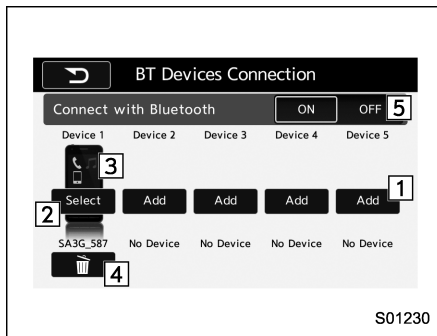 BT Devices Connection
Connect with Bluetooth ON OFF 5
Device 1 Device 2 Device 3 Device 4 Device 5
3
Select Add Add Add Add 1
2
SA3G_587 No Device No Device No Device No Device
4
S01230